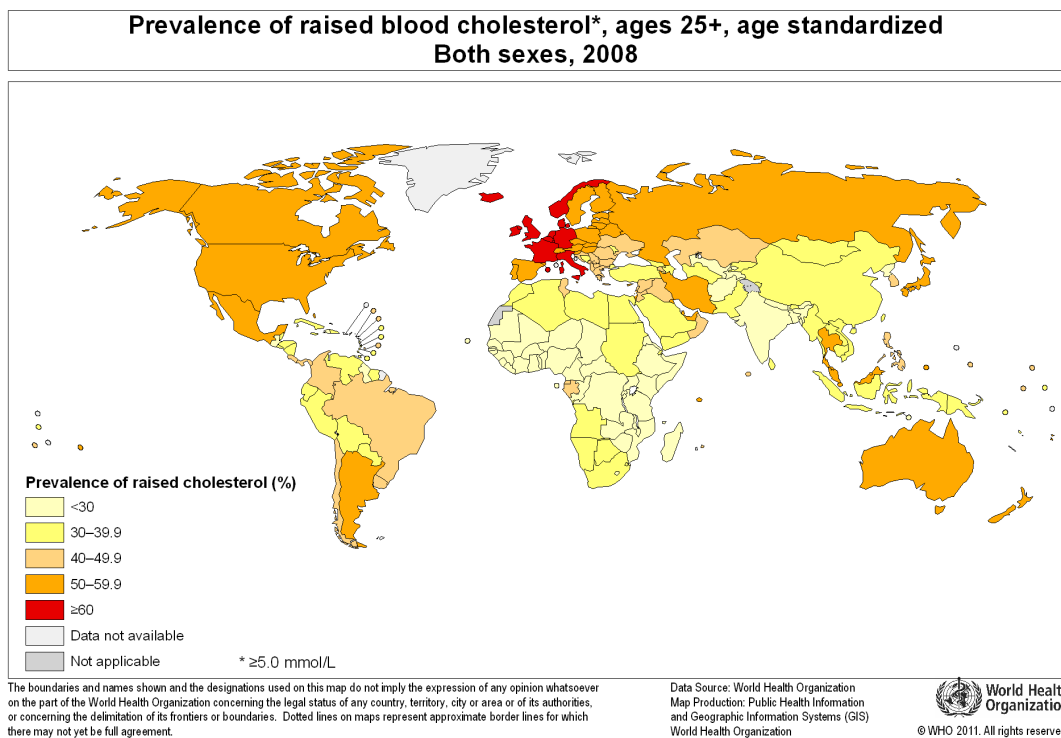 Prevalence of raised blood cholesterol*, ages 25+, age standardized
Both sexes, 2008
Prevalence of raised cholesterol (%)
<30
30–39.9
40–49.9
50–59.9
≥60
Data not available
Not applicable
* ≥5.0 mmol/L
The boundaries and names shown and the designations used on this map do not imply the expression of any opinion whatsoever
on the part of the World Health Organization concerning the legal status of any country, territory, city or area or of its authorities,
or concerning the delimitation of its frontiers or boundaries. Dotted lines on maps represent approximate border lines for which
there may not yet be full agreement.
Data Source: World Health Organization
Map Production: Public Health Information
and Geographic Information Systems (GIS)
World Health Organization
World Healt
Organizatio
© WHO 2011. All rights reserve